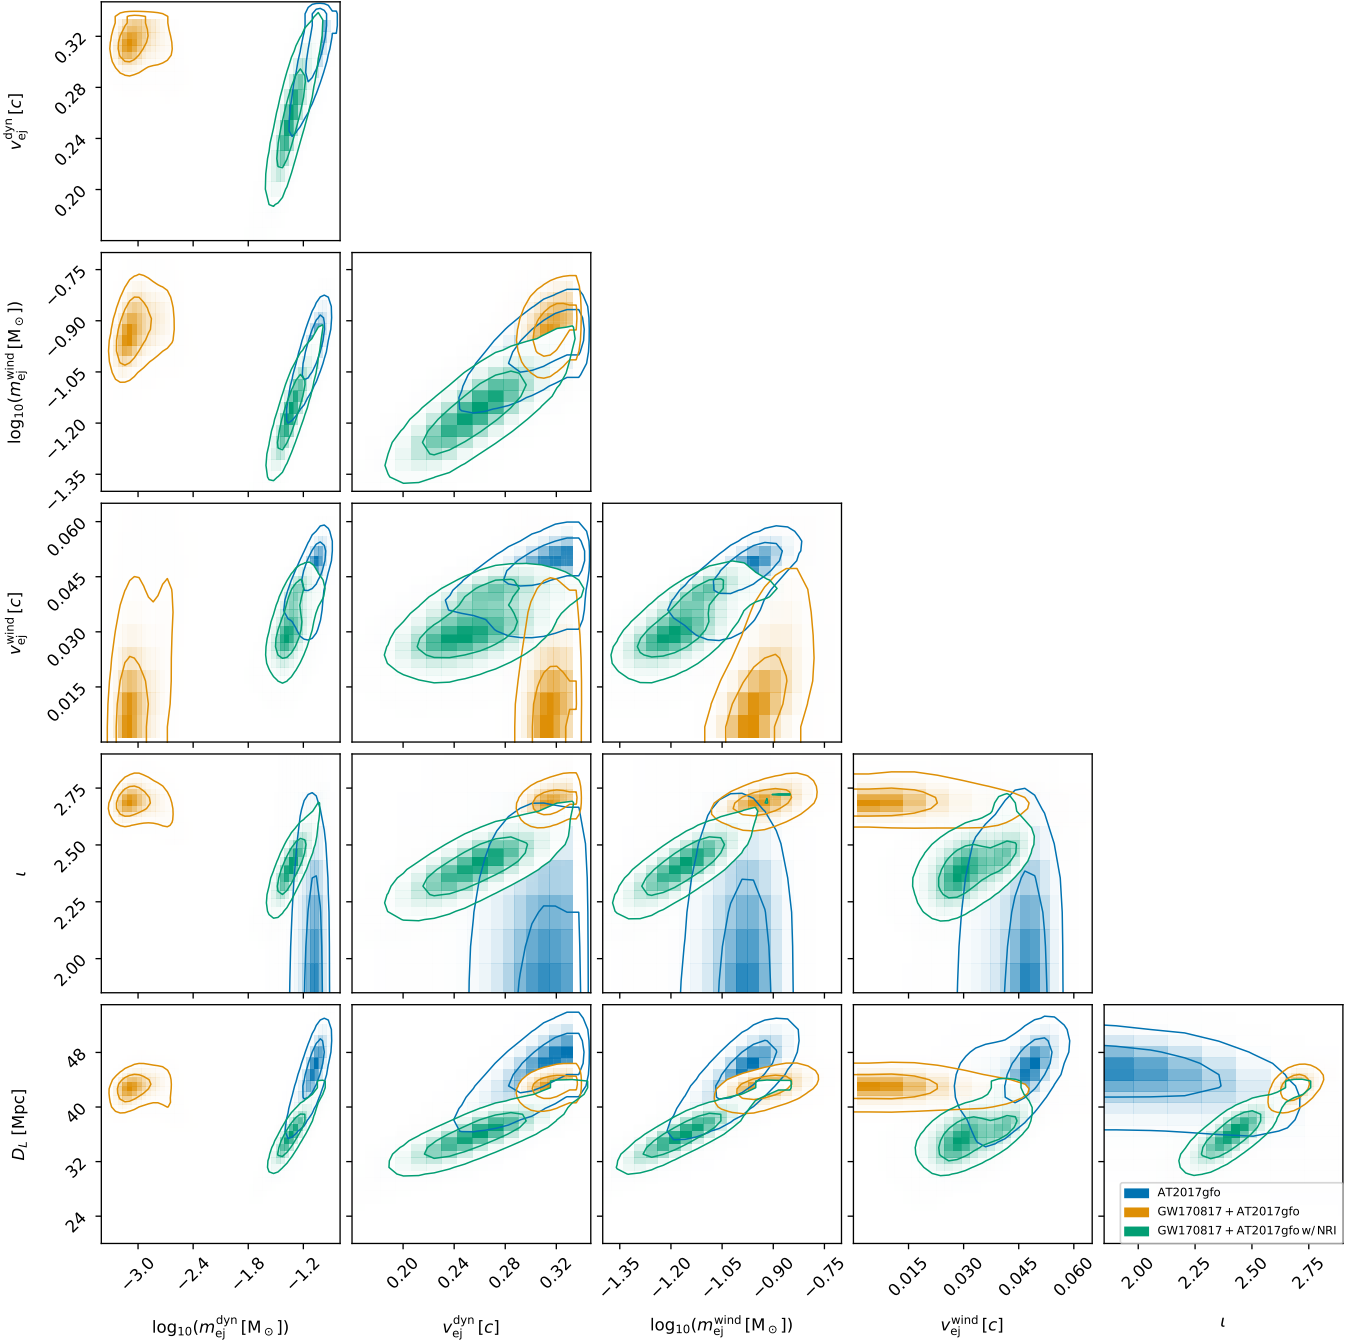 0.32
0.28
0.24
0.20
v_ej^dyn [c]
−0.75
−0.90
−1.05
−1.20
−1.35
log₁₀(m_ej^wind [M_⊙])
0.060
0.045
0.030
0.015
v_ej^wind [c]
2.75
2.50
2.25
2.00
ι
48
40
32
24
D_L [Mpc]
AT2017gfo
GW170817 + AT2017gfo
GW170817 + AT2017gfo w/ NRI
−3.0 −2.4 −1.8 −1.2
0.20 0.24 0.28 0.32
−1.35 −1.20 −1.05 −0.90 −0.75
0.015 0.030 0.045 0.060
2.00 2.25 2.50 2.75
log₁₀(m_ej^dyn [M_⊙])
v_ej^dyn [c]
log₁₀(m_ej^wind [M_⊙])
v_ej^wind [c]
ι